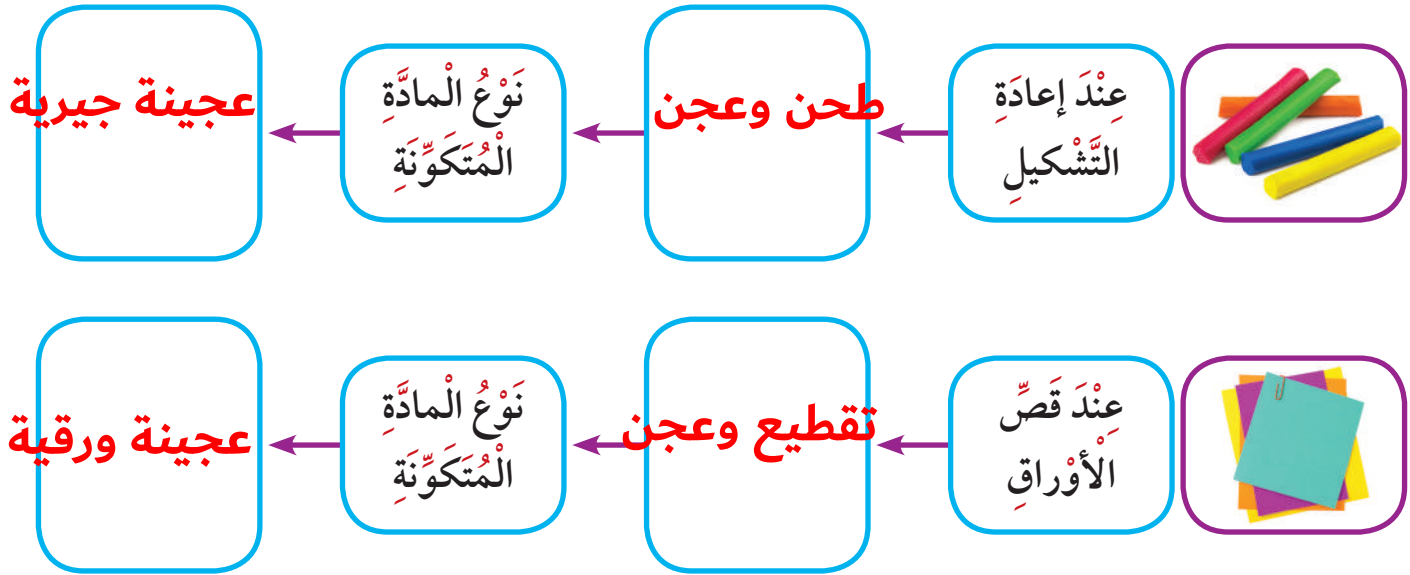 عِنْدَ إعادَةِ
التَّشْكيلِ
طحن وعجن
نَوْعُ الْمادَّةِ
الْمُتَكَوِّنَةِ
عجينة جيرية
عِنْدَ قَصِّ
الْأوْراقِ
تقطيع وعجن
نَوْعُ الْمادَّةِ
الْمُتَكَوِّنَةِ
عجينة ورقية